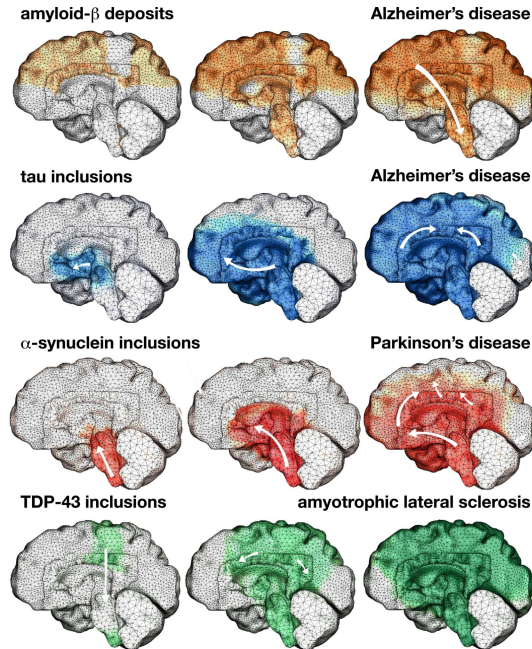 amyloid-β deposits Alzheimer’s disease
tau inclusions Alzheimer’s disease
α-synuclein inclusions Parkinson’s disease
TDP-43 inclusions amyotrophic lateral sclerosis